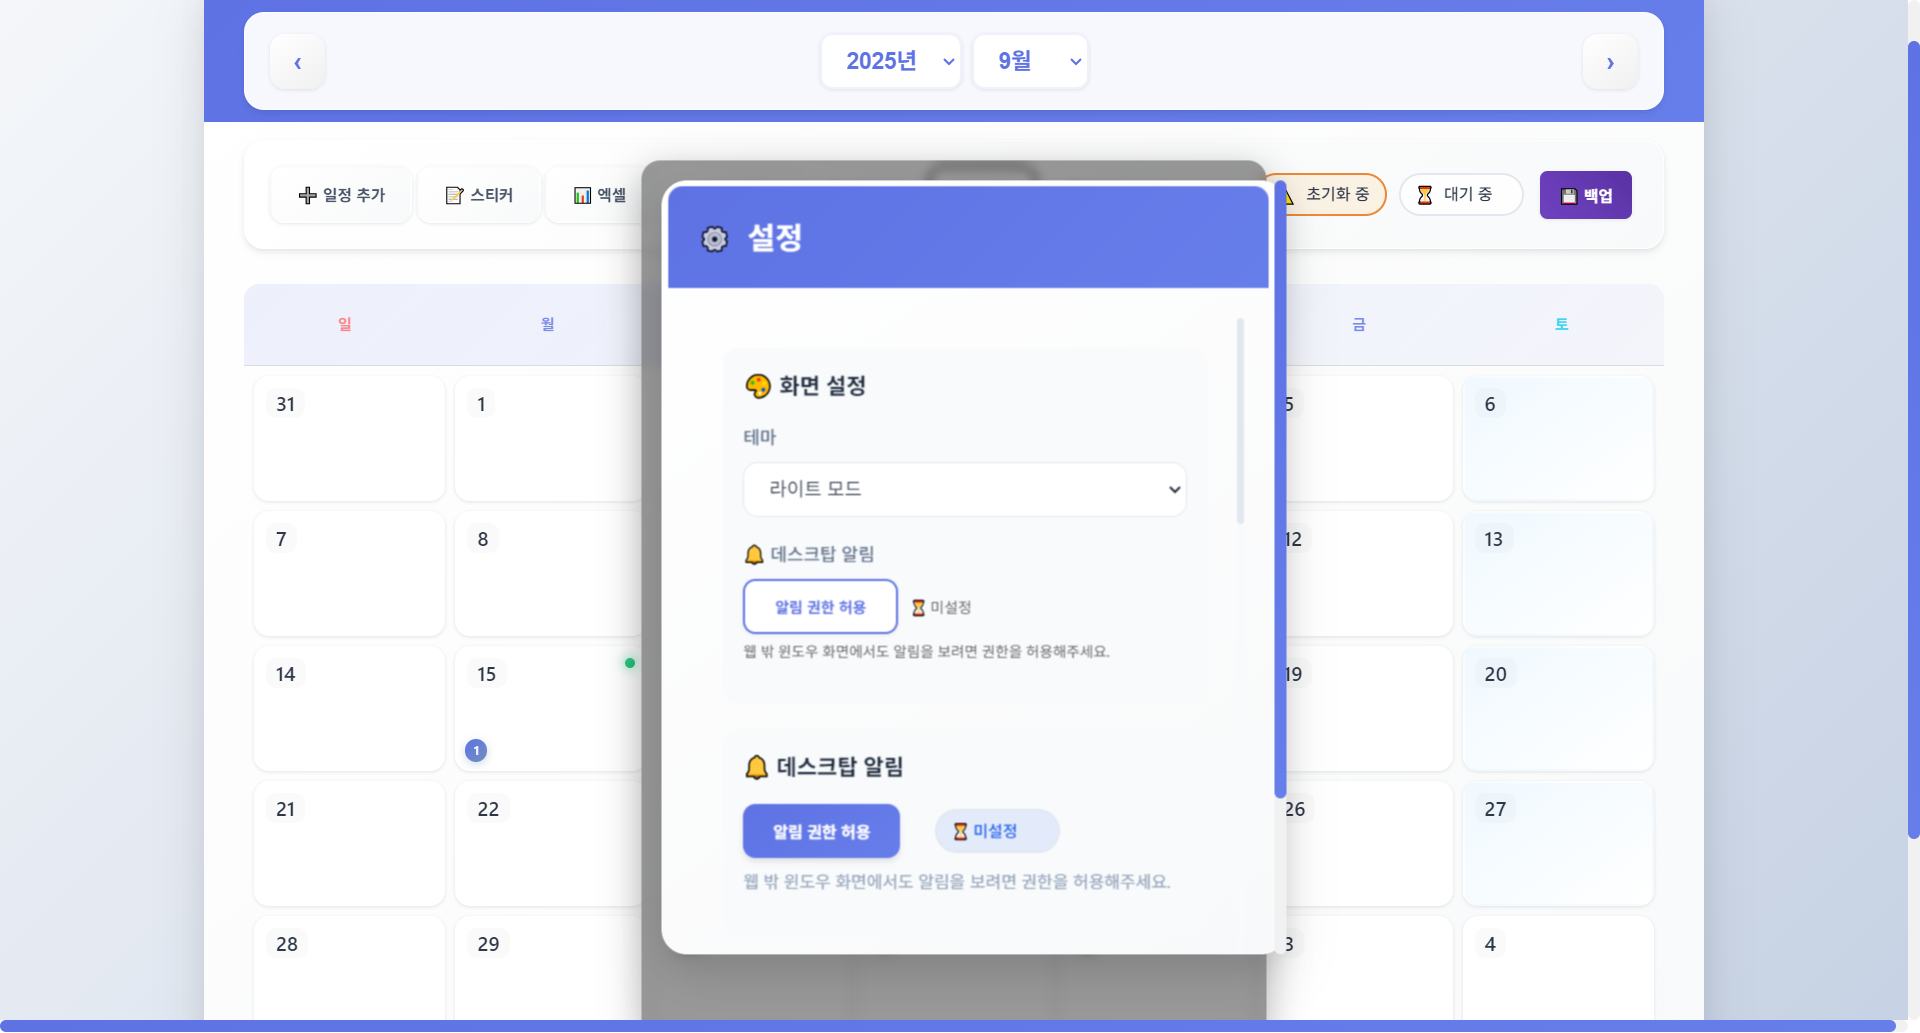 ‹ 2025년 9월 ›
➕ 일정 추가 📝 스티커 📊 엑셀 초기화 중 ⏳ 대기 중 💾 백업
⚙️ 설정
일 월 금 토
🎨 화면 설정
테마
라이트 모드
🔔 데스크탑 알림
알림 권한 허용 ⏳ 미설정
웹 밖 윈도우 화면에서도 알림을 보려면 권한을 허용해주세요.
🔔 데스크탑 알림
알림 권한 허용 ⏳ 미설정
웹 밖 윈도우 화면에서도 알림을 보려면 권한을 허용해주세요.
31 1 5 6
7 8 12 13
14 15 19 20
1
21 22 26 27
28 29 3 4